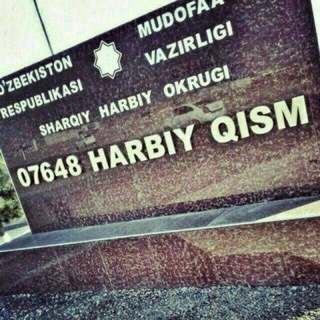 O'ZBEKISTON RESPUBLIKASI
MUDOFAA VAZIRLIGI
SHARQIY HARBIY OKRUGI
07648 HARBIY QISM